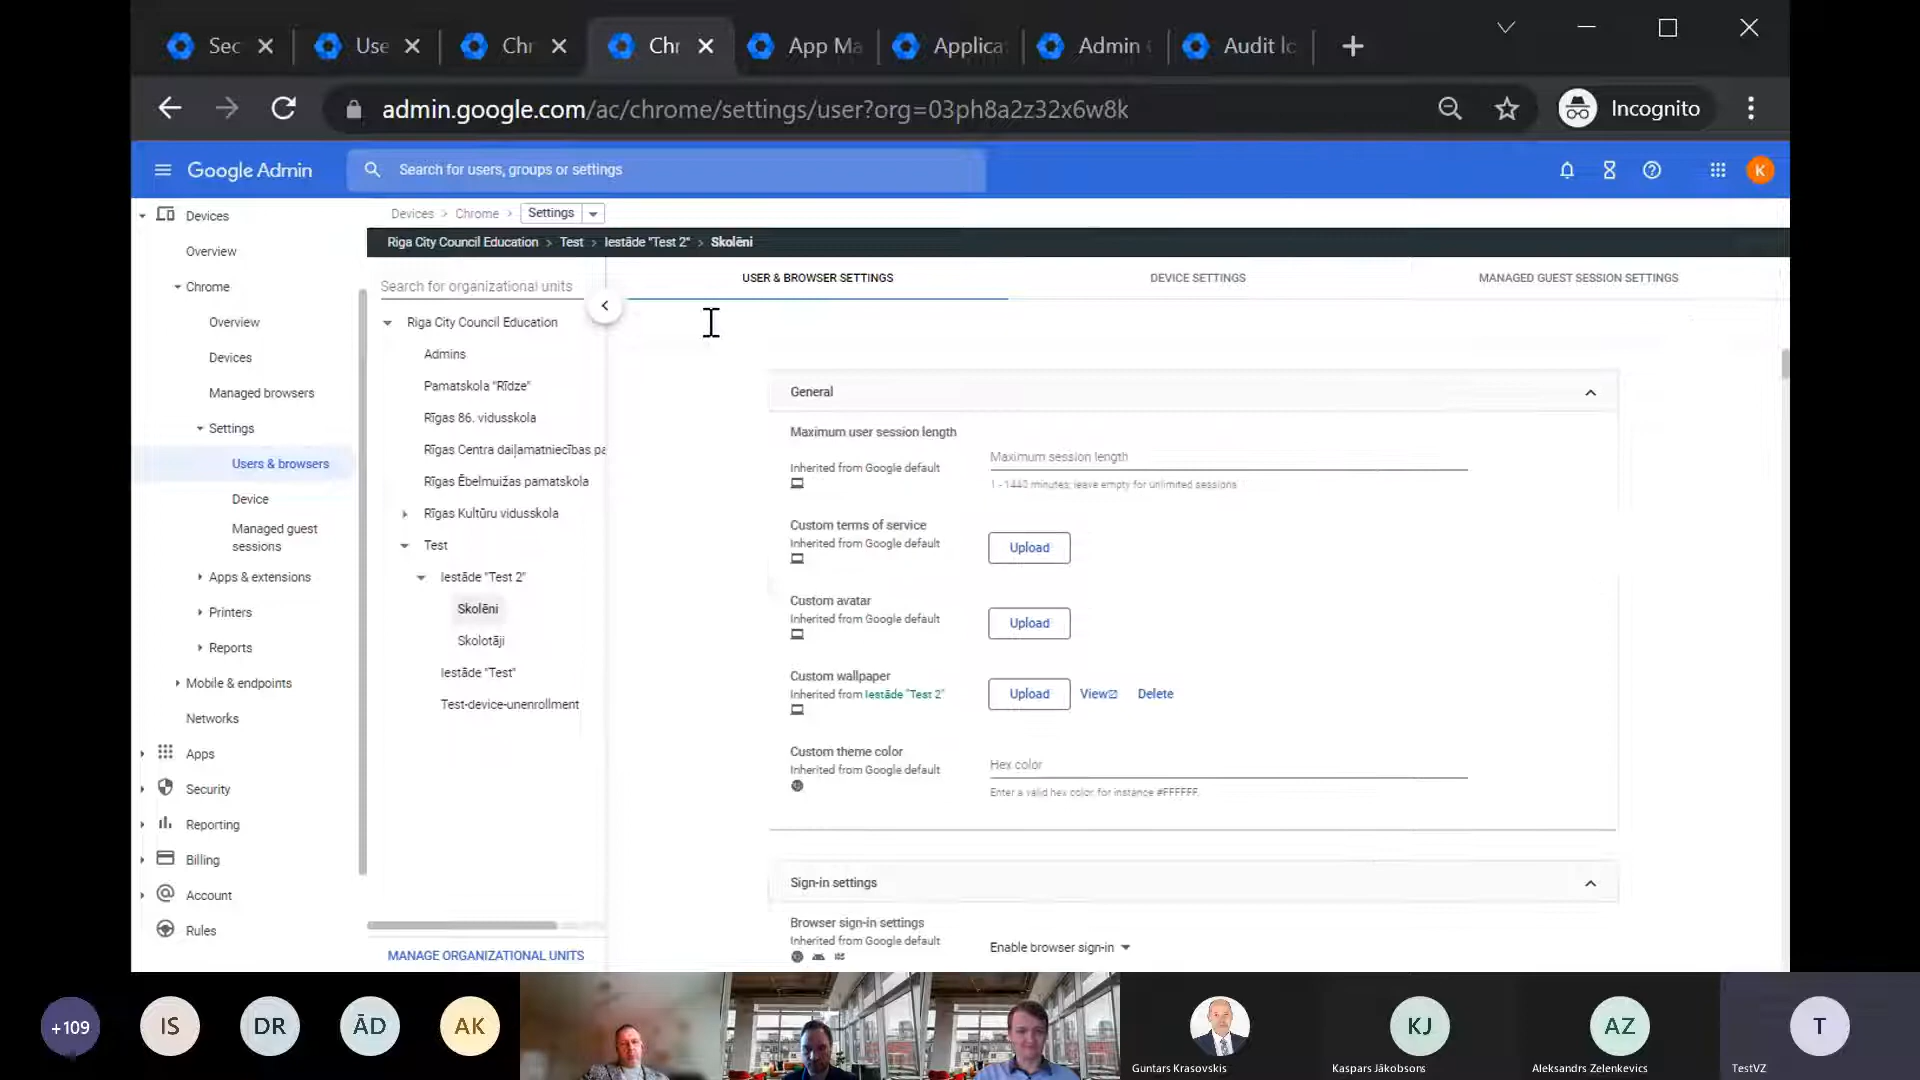 Sec
Use
Chr
Chr
App Ma
Applica
Admin
Audit lo
admin.google.com/ac/chrome/settings/user?org=03ph8a2z32x6w8k
Incognito
Google Admin
Search for users, groups or settings
K
Devices
Overview
Chrome
Overview
Devices
Managed browsers
Settings
Users & browsers
Device
Managed guest
sessions
Apps & extensions
Printers
Reports
Mobile & endpoints
Networks
Apps
Security
Reporting
Billing
Account
Rules
Devices > Chrome > Settings
Riga City Council Education > Test > Iestāde "Test 2" > Skolēni
Search for organizational units
Riga City Council Education
Admins
Pamatskola "Rīdze"
Rīgas 86. vidusskola
Rīgas Centra daiļamatniecības pa
Rīgas Ēbelmuižas pamatskola
Rīgas Kultūru vidusskola
Test
Iestāde "Test 2"
Skolēni
Skolotāji
Iestāde "Test"
Test-device-unenrollment
MANAGE ORGANIZATIONAL UNITS
USER & BROWSER SETTINGS
DEVICE SETTINGS
MANAGED GUEST SESSION SETTINGS
General
Maximum user session length
Inherited from Google default
Maximum session length
1 - 1440 minutes; leave empty for unlimited sessions
Custom terms of service
Inherited from Google default
Upload
Custom avatar
Inherited from Google default
Upload
Custom wallpaper
Inherited from Iestāde "Test 2"
Upload
View
Delete
Custom theme color
Inherited from Google default
Hex color
Enter a valid hex color, for instance #FFFFFF.
Sign-in settings
Browser sign-in settings
Inherited from Google default
Enable browser sign-in
+109
IS
DR
ĀD
AK
Guntars Krasovskis
KJ
Kaspars Jākobsons
AZ
Aleksandrs Zelenkevics
T
TestVZ